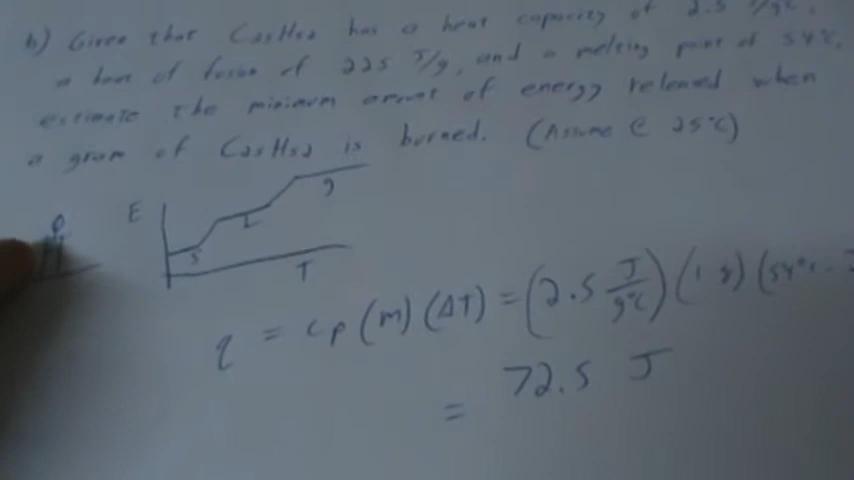 b) Given that C25H52 has a heat capacity of 2.5 J/g°C,
a heat of fusion of 225 J/g, and a melting point of 54°C,
estimate the minimum amount of energy released when
a gram of C25H52 is burned. (Assume @ 25°C)
E
S L g
T
q = Cp (m) (ΔT) = (2.5 J/g°C) (1 g) (54°C -
= 72.5 J